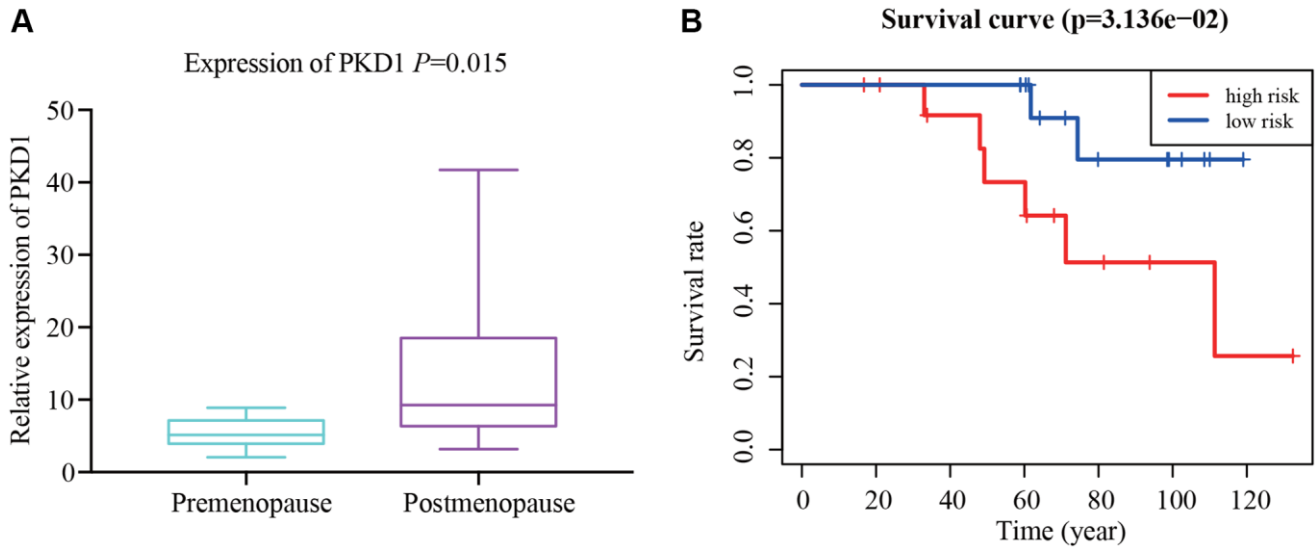 A
Expression of PKD1 P=0.015
Relative expression of PKD1
50
40
30
20
10
0
Premenopause
Postmenopause
B
Survival curve (p=3.136e−02)
high risk
low risk
Survival rate
1.0
0.8
0.6
0.4
0.2
0.0
0 20 40 60 80 100 120
Time (year)